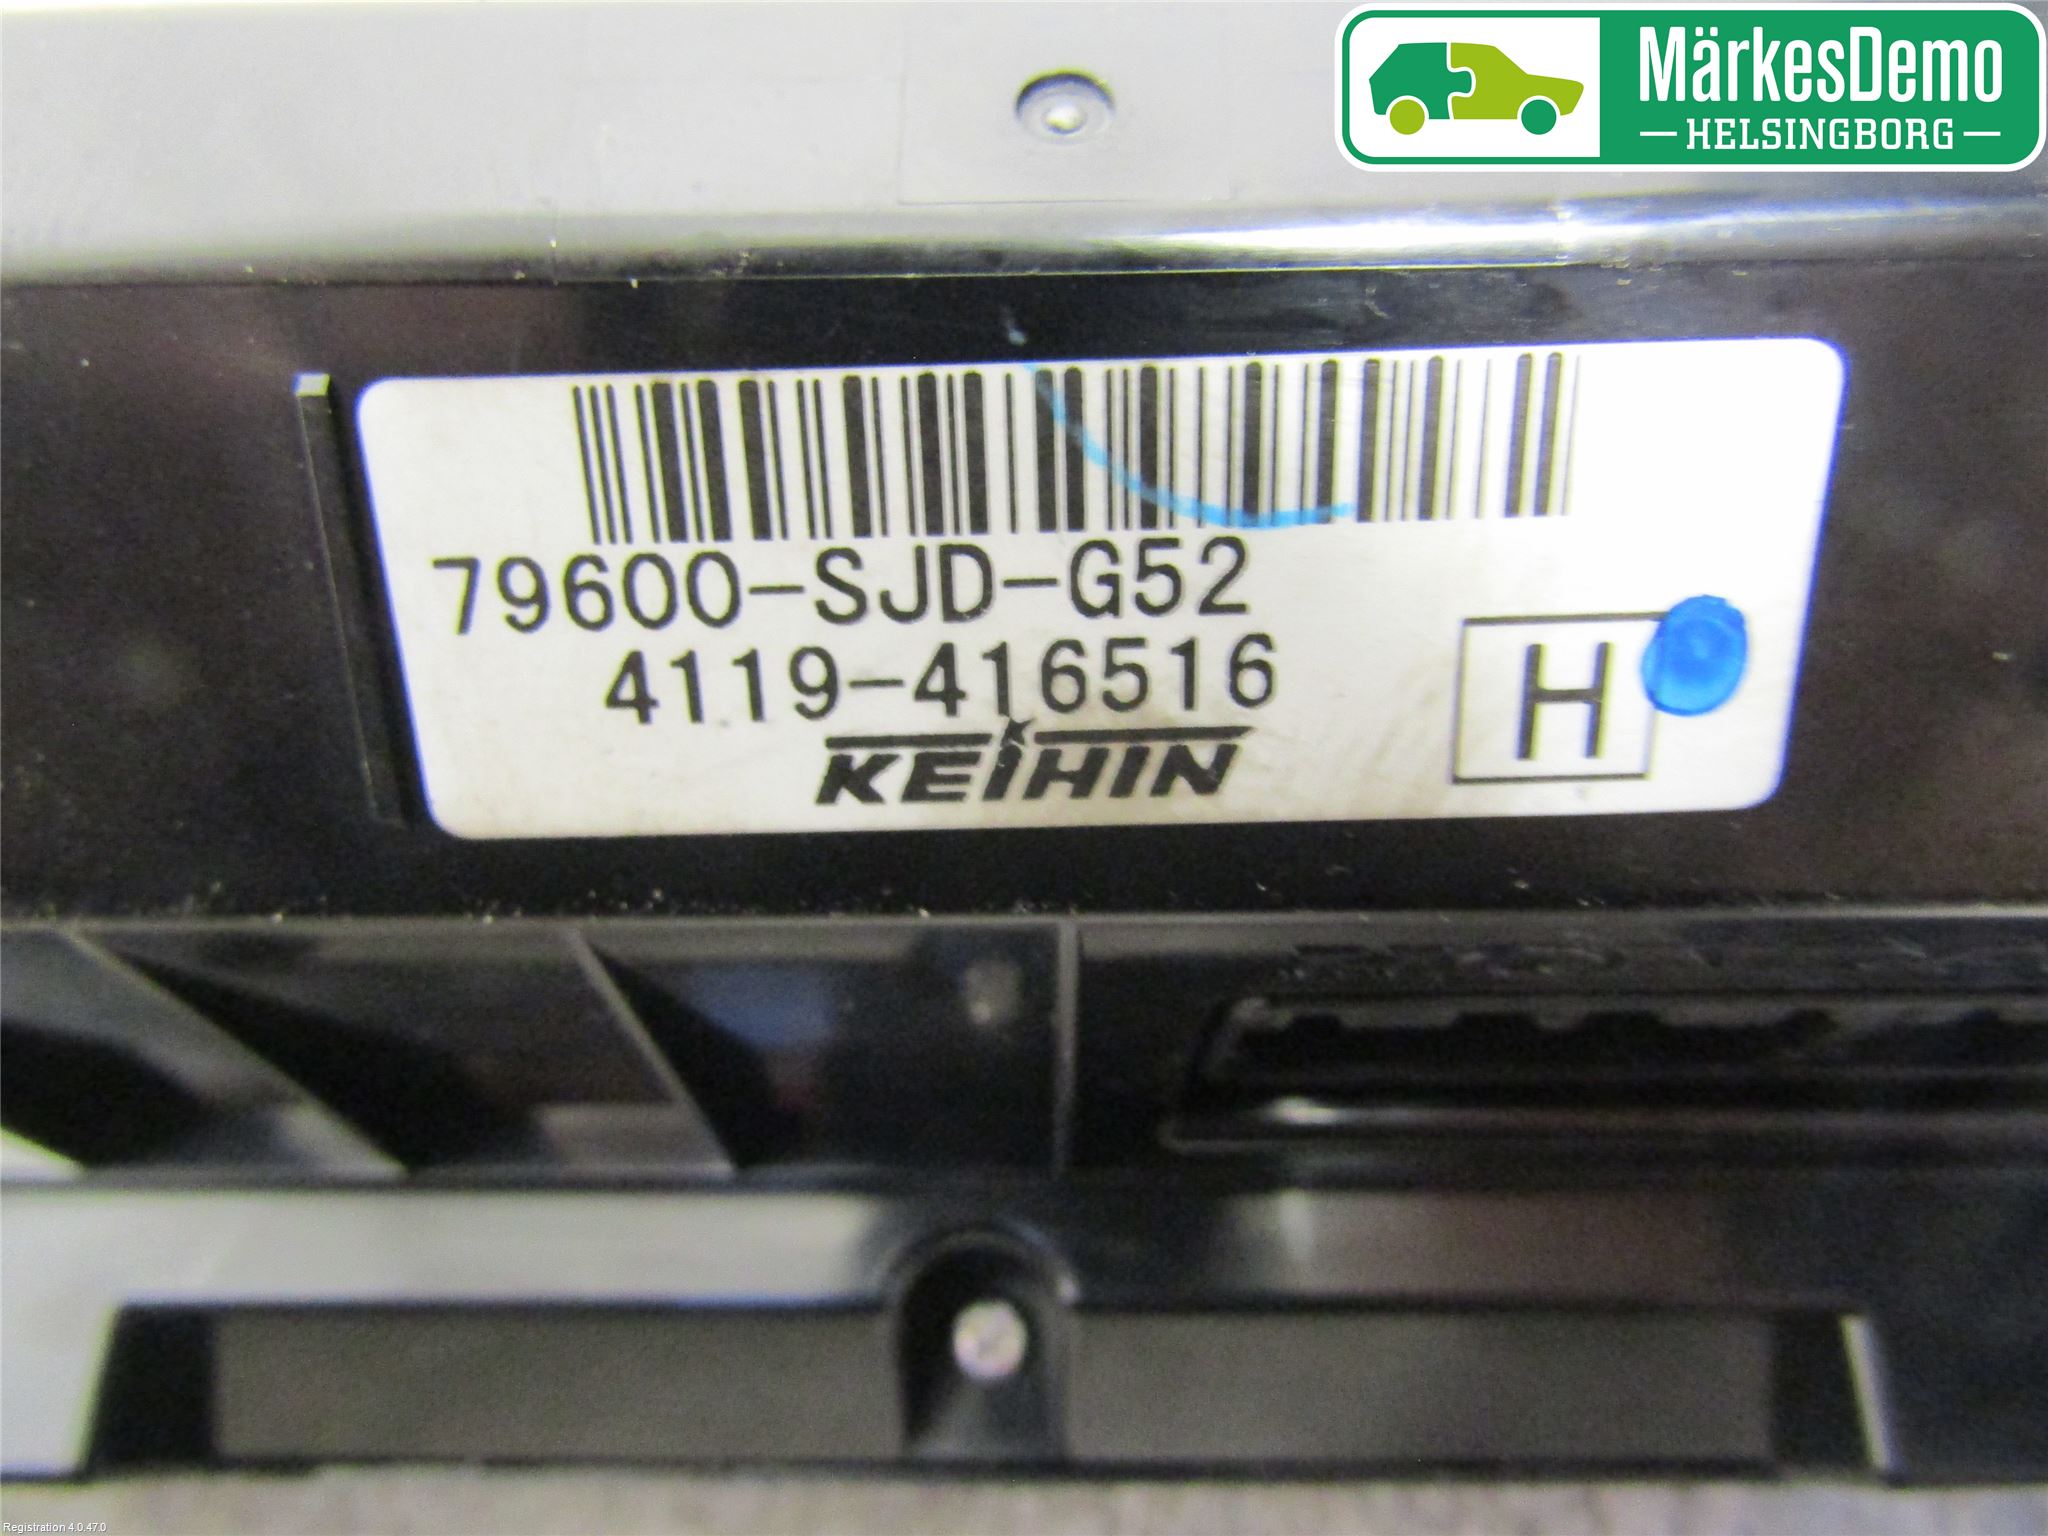 MärkesDemo
HELSINGBORG
79600-SJD-G52
4119-416516
KEIHIN
H
Registration 4.0.47.0